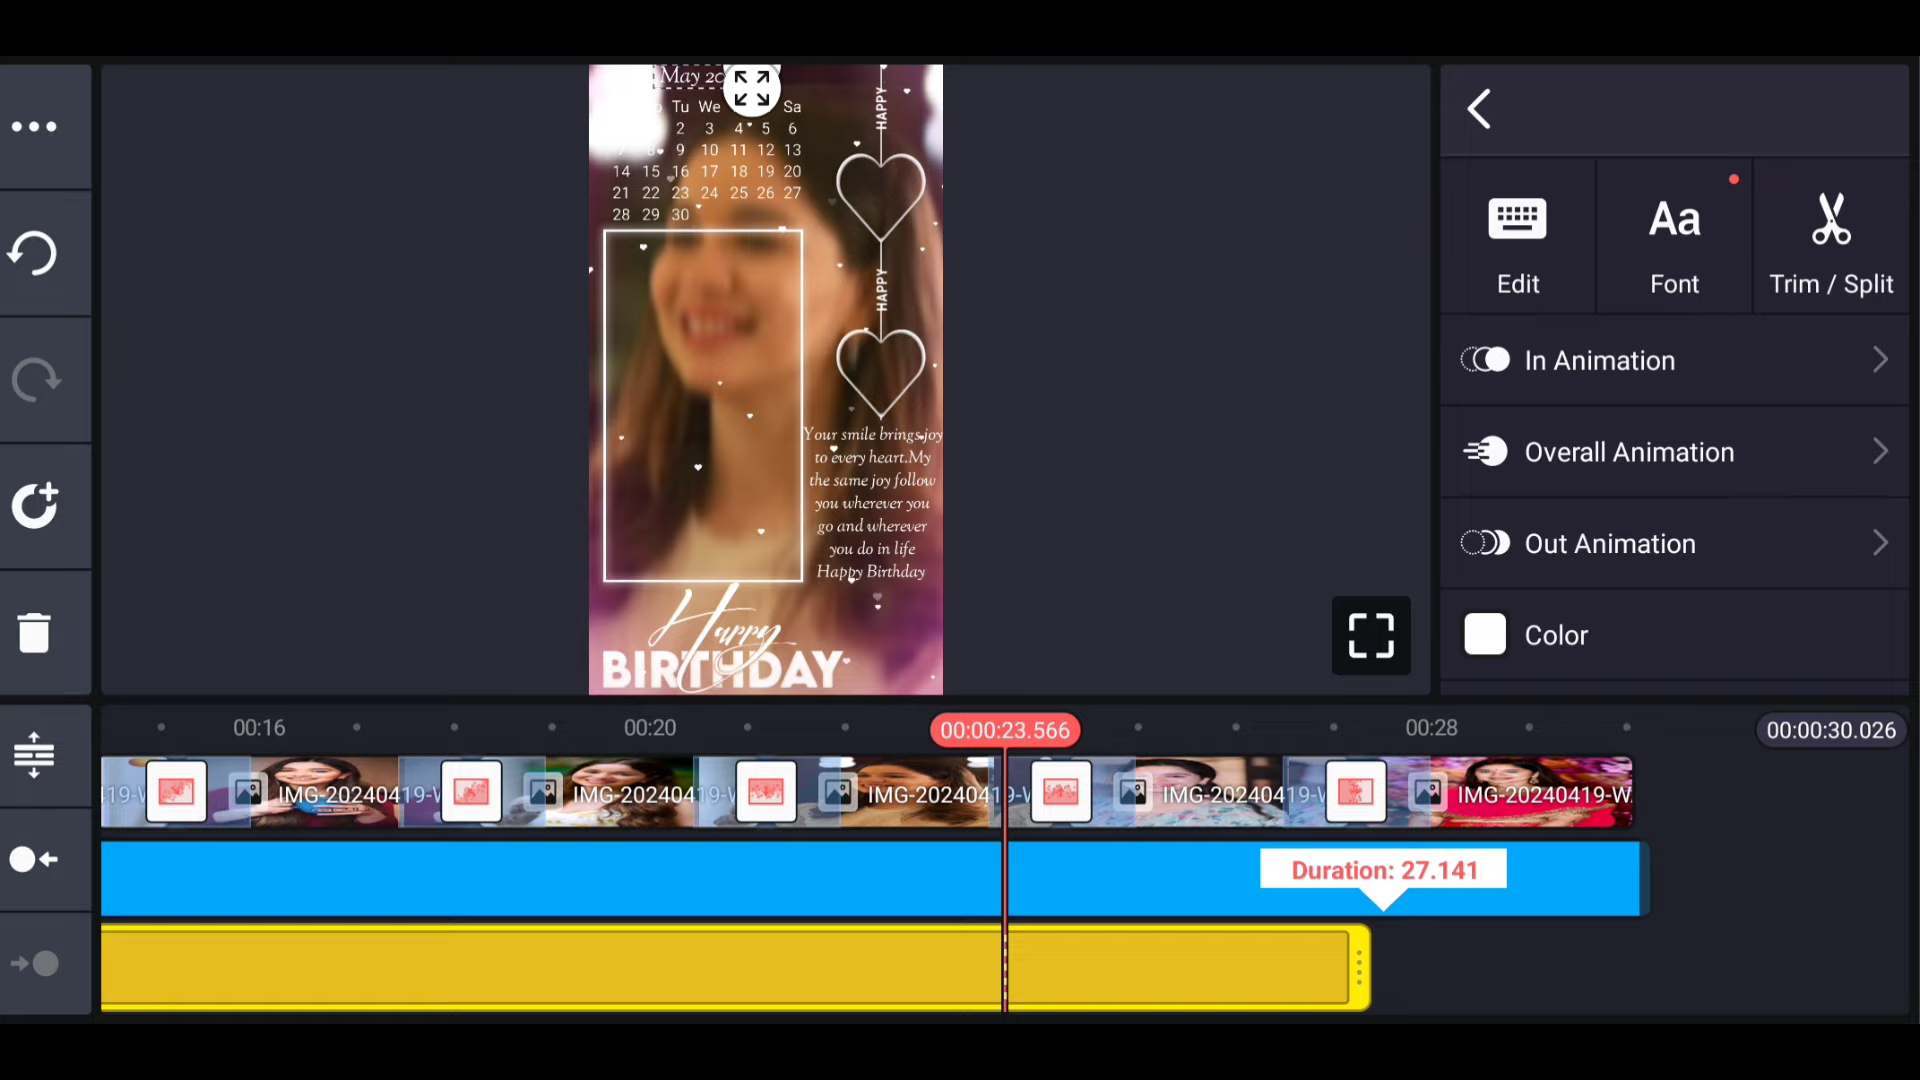 May 20
Tu We Sa
2 3 4 5 6
7 8 9 10 11 12 13
14 15 16 17 18 19 20
21 22 23 24 25 26 27
28 29 30
HAPPY
HAPPY
Your smile brings joy
to every heart.My
the same joy follow
you wherever you
go and wherever
you do in life
Happy Birthday
Happy
BIRTHDAY
Edit
Aa
Font
Trim / Split
In Animation
Overall Animation
Out Animation
Color
00:16 00:20 00:00:23.566 00:28 00:00:30.026
419-W IMG-20240419-W IMG-20240419-W IMG-20240419-W IMG-20240419-W IMG-20240419-W
Duration: 27.141